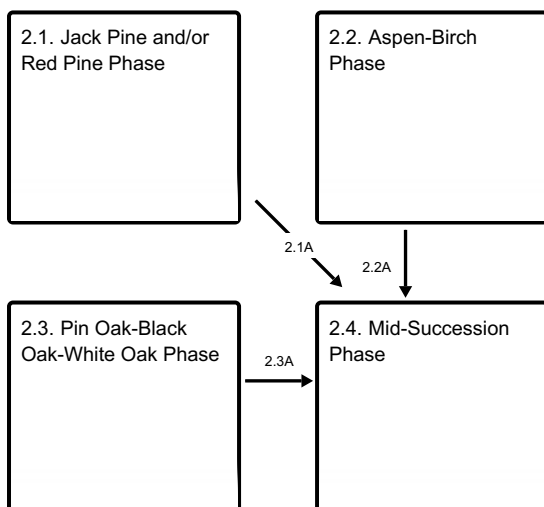 2.1. Jack Pine and/or
Red Pine Phase
2.2. Aspen-Birch
Phase
2.1A
2.2A
2.3. Pin Oak-Black
Oak-White Oak Phase
2.3A
2.4. Mid-Succession
Phase